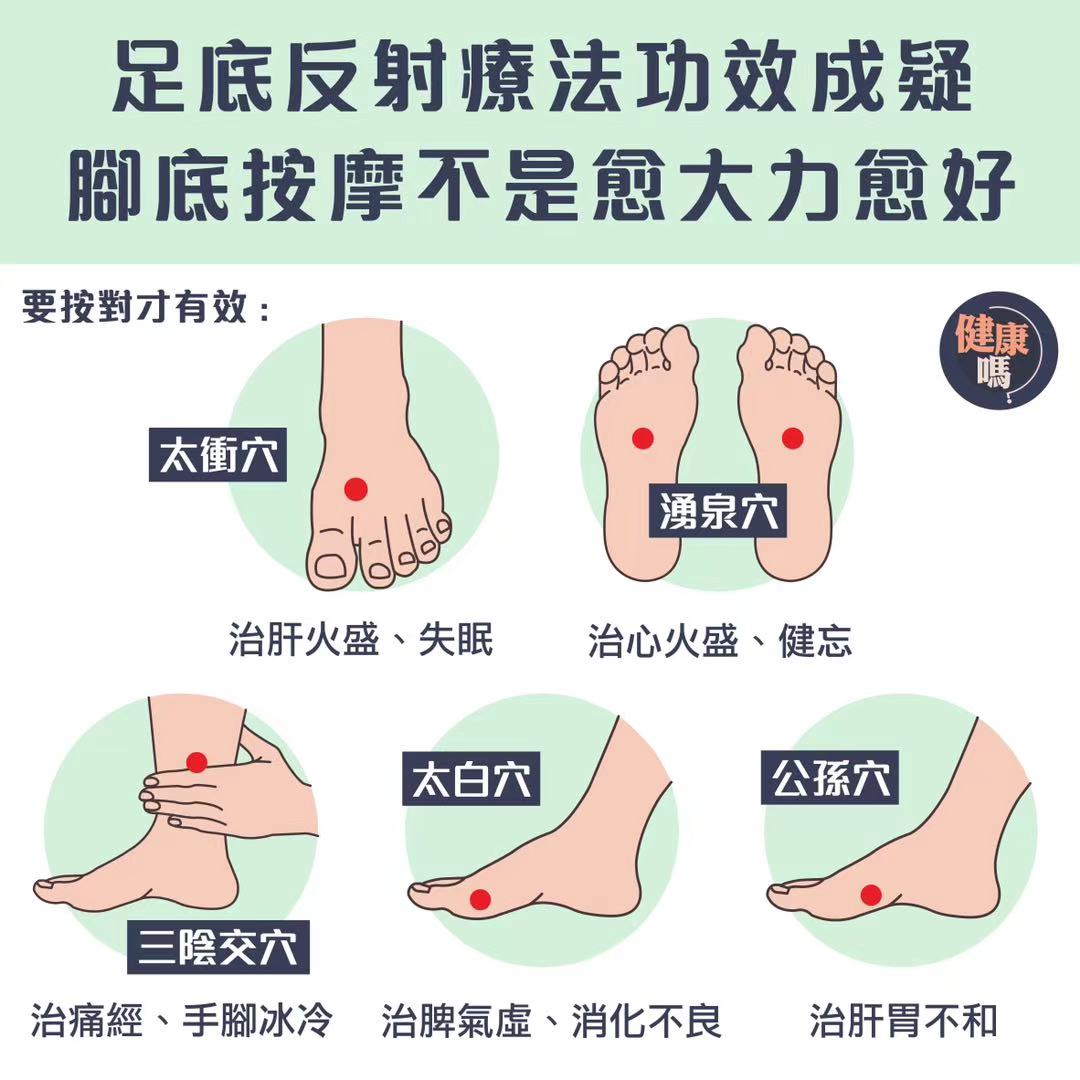 足底反射療法功效成疑
腳底按摩不是愈大力愈好
要按對才有效：
健康
嗎?
太衝穴
湧泉穴
治肝火盛、失眠
治心火盛、健忘
太白穴
公孫穴
三陰交穴
治痛經、手腳冰冷
治脾氣虛、消化不良
治肝胃不和